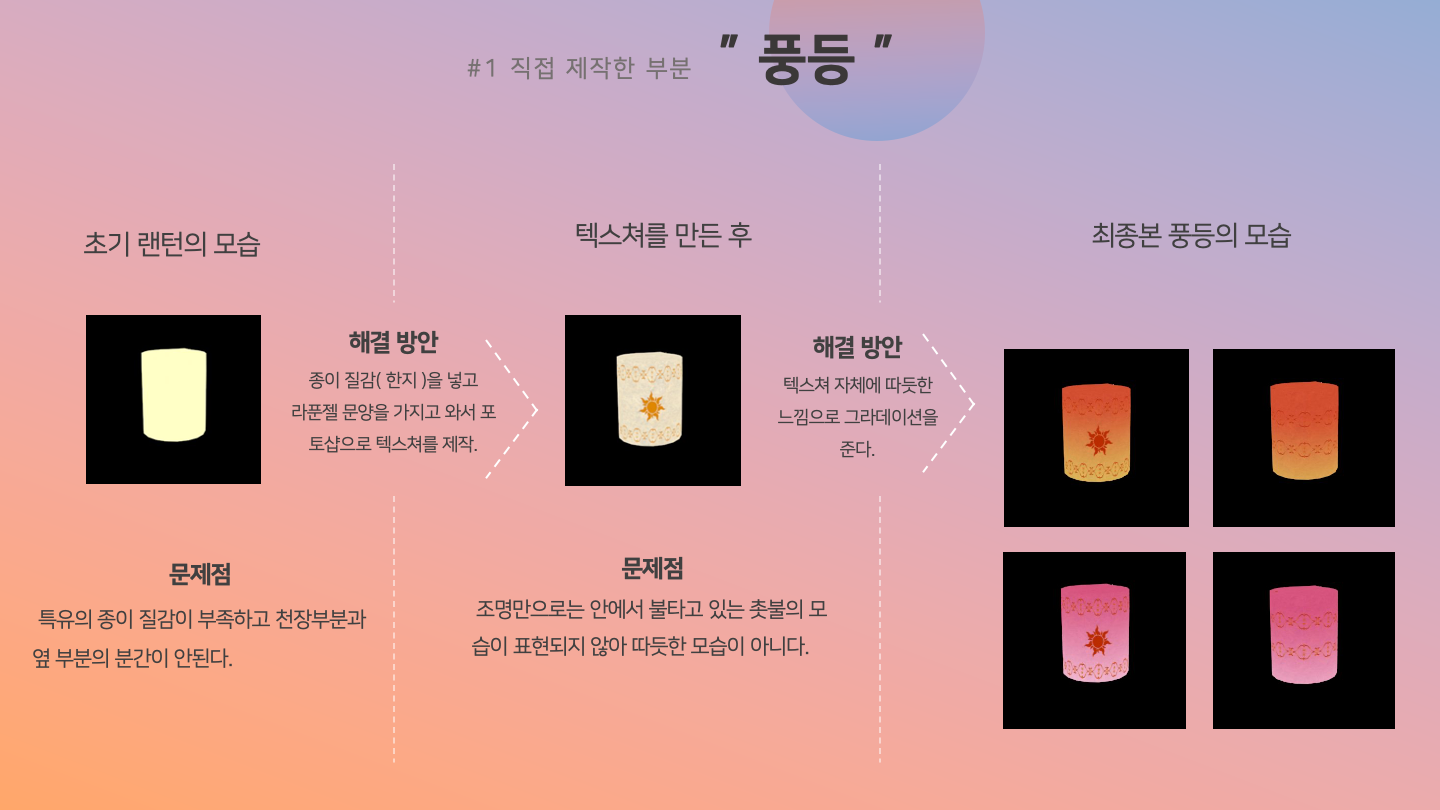 #1 직접 제작한 부분 " 풍등 "
초기 랜턴의 모습
해결 방안
종이 질감( 한지 )을 넣고
라푼젤 문양을 가지고 와서 포
토샵으로 텍스쳐를 제작.
문제점
특유의 종이 질감이 부족하고 천장부분과
옆 부분의 분간이 안된다.
텍스쳐를 만든 후
해결 방안
텍스쳐 자체에 따듯한
느낌으로 그라데이션을
준다.
문제점
조명만으로는 안에서 불타고 있는 촛불의 모
습이 표현되지 않아 따듯한 모습이 아니다.
최종본 풍등의 모습